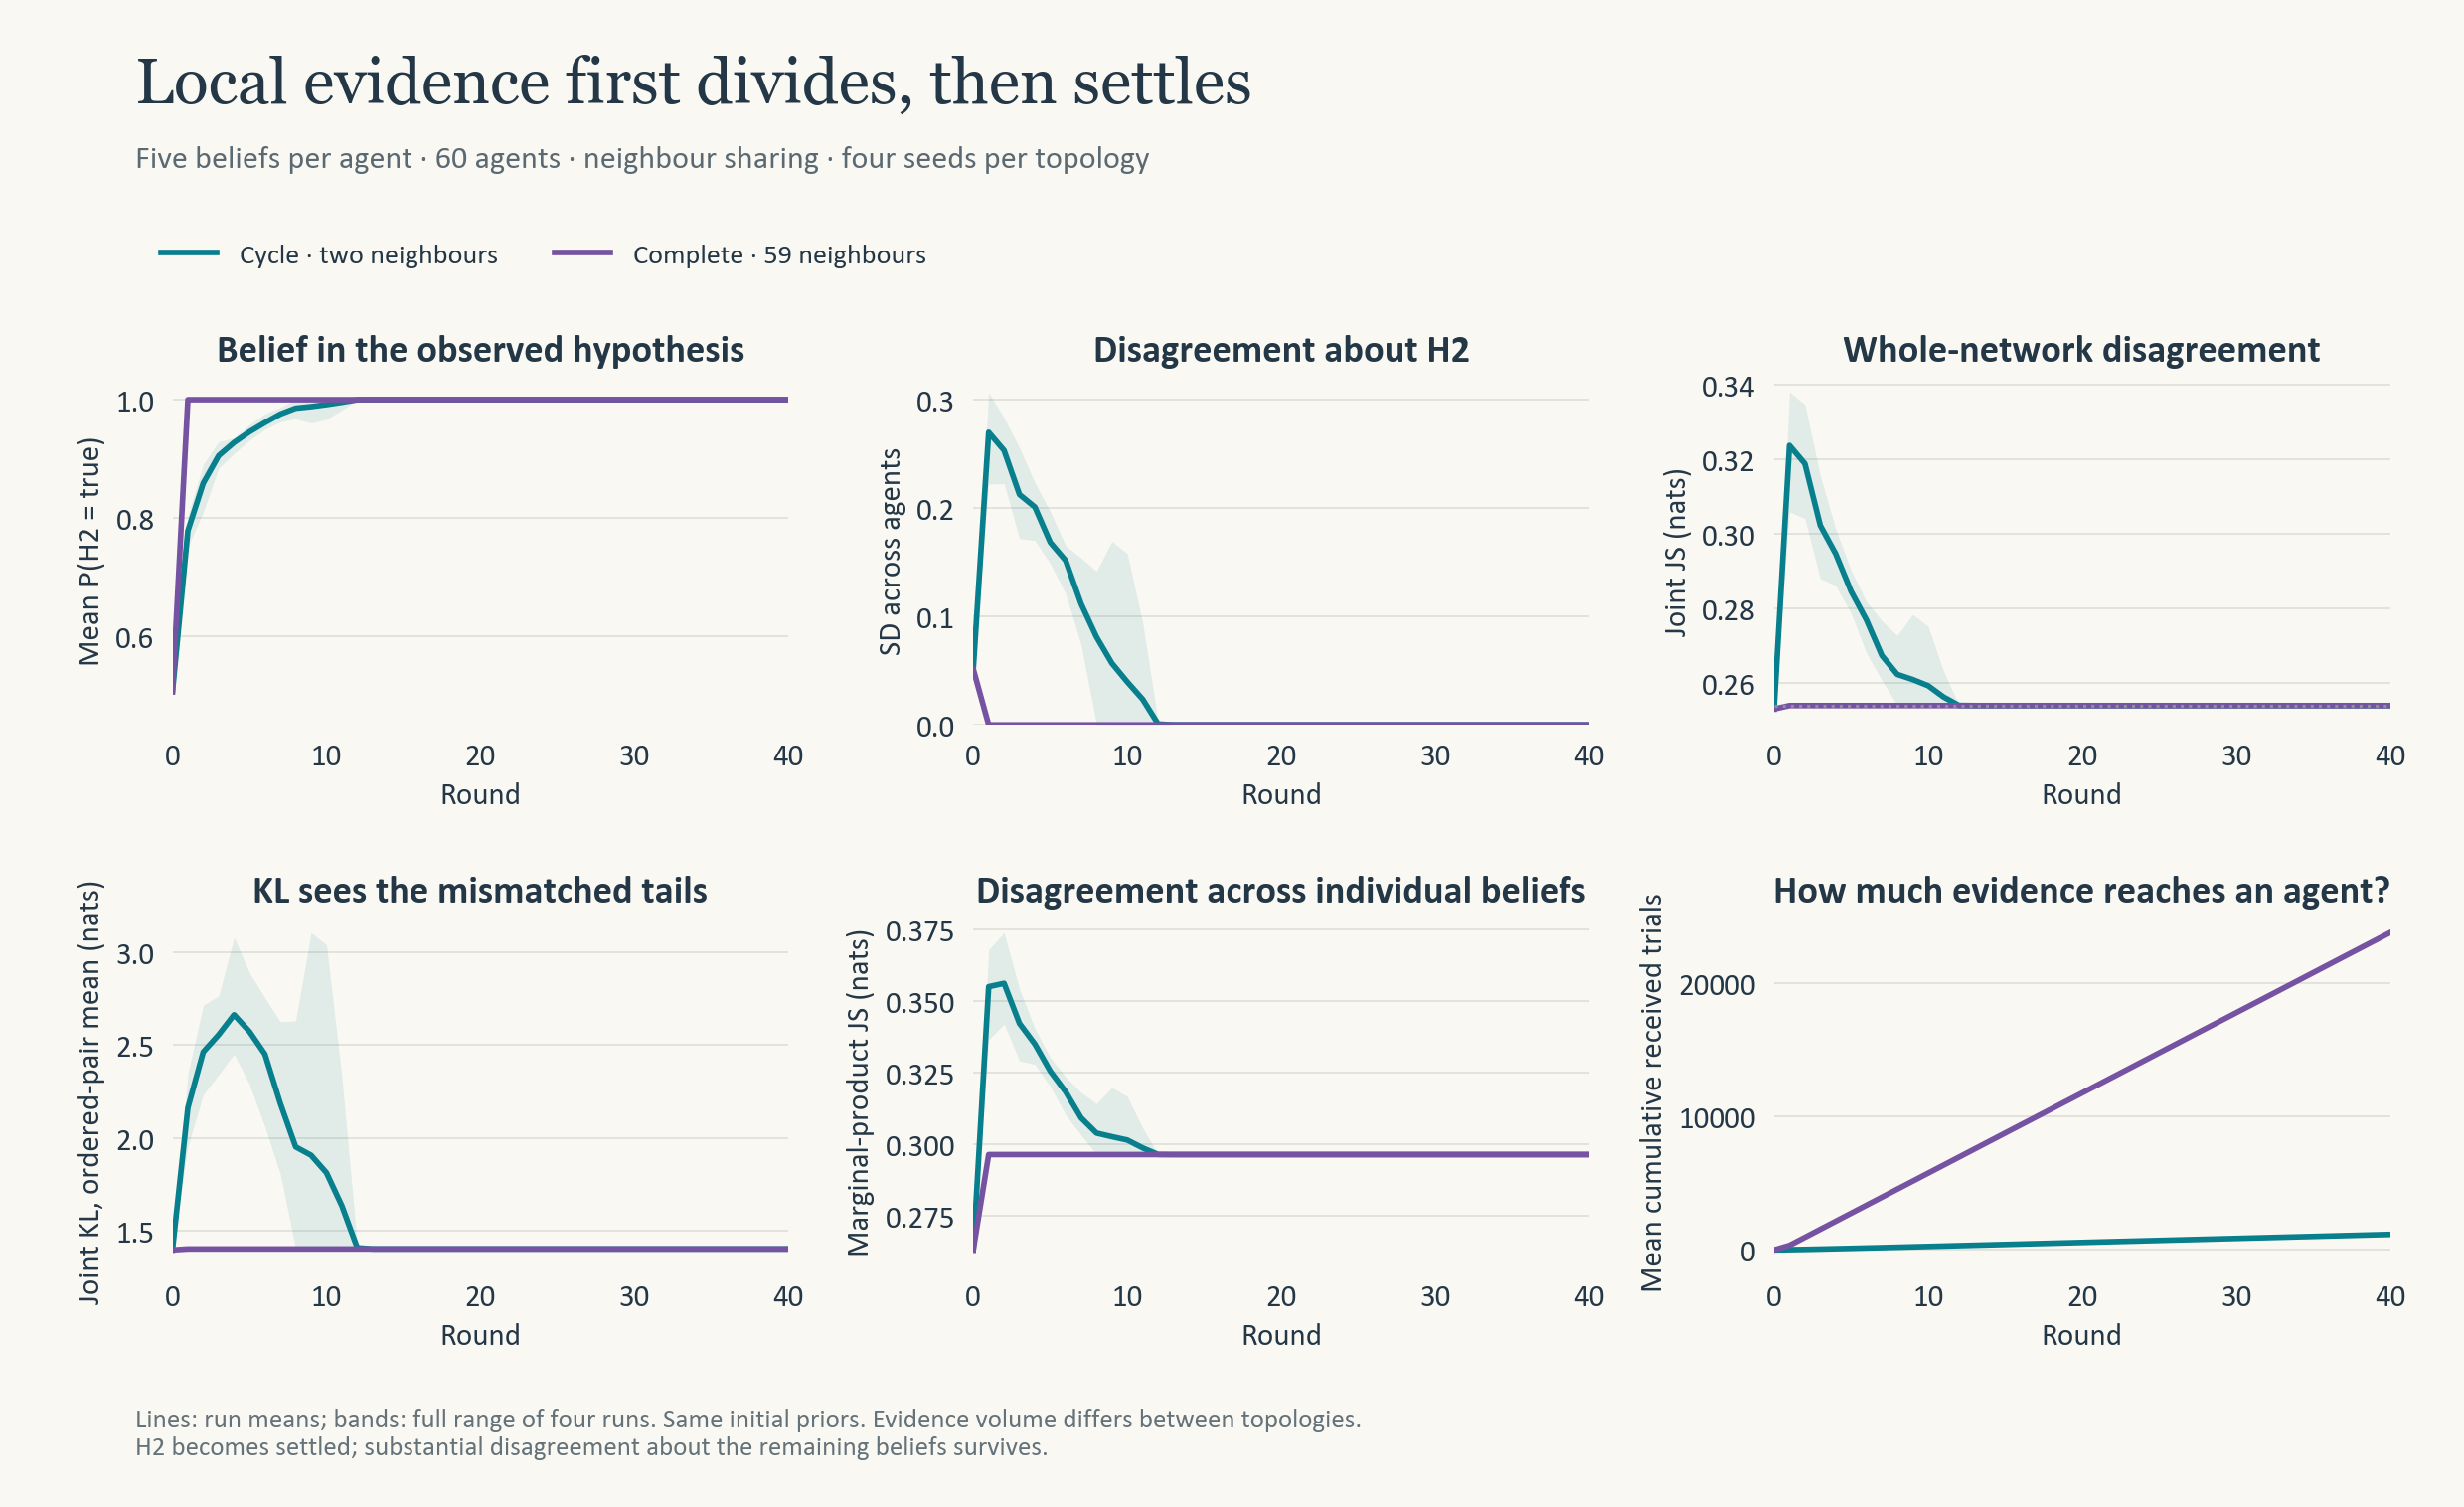 Local evidence first divides, then settles
Five beliefs per agent · 60 agents · neighbour sharing · four seeds per topology
Cycle · two neighbours
Complete · 59 neighbours
Belief in the observed hypothesis
Mean P(H2 = true)
1.0
0.8
0.6
0
10
20
30
40
Round
Disagreement about H2
SD across agents
0.3
0.2
0.1
0.0
0
10
20
30
40
Round
Whole-network disagreement
Joint JS (nats)
0.34
0.32
0.30
0.28
0.26
0
10
20
30
40
Round
KL sees the mismatched tails
Joint KL, ordered-pair mean (nats)
3.0
2.5
2.0
1.5
0
10
20
30
40
Round
Disagreement across individual beliefs
Marginal-product JS (nats)
0.375
0.350
0.325
0.300
0.275
0
10
20
30
40
Round
How much evidence reaches an agent?
Mean cumulative received trials
20000
10000
0
0
10
20
30
40
Round
Lines: run means; bands: full range of four runs. Same initial priors. Evidence volume differs between topologies.
H2 becomes settled; substantial disagreement about the remaining beliefs survives.